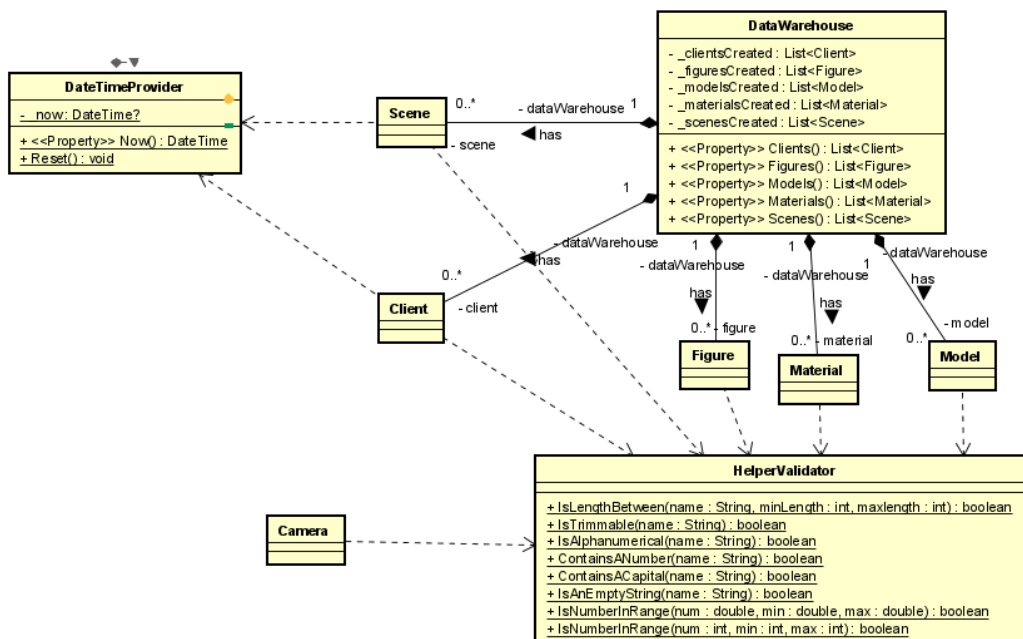 DataWarehouse
- _clientsCreated : List<Client>
- _figuresCreated : List<Figure>
- _modelsCreated : List<Model>
- _materialsCreated : List<Material>
- _scenesCreated : List<Scene>
+ <<Property>> Clients() : List<Client>
+ <<Property>> Figures() : List<Figure>
+ <<Property>> Models() : List<Model>
+ <<Property>> Materials() : List<Material>
+ <<Property>> Scenes() : List<Scene>
DateTimeProvider
- _now: DateTime?
+ <<Property>> Now() : DateTime
+ Reset() : void
Scene
0..*
- dataWarehouse
1
has
- scene
1
- dataWarehouse
has
0..*
- client
Client
1
- dataWarehouse
has
0..*
- figure
Figure
1
- dataWarehouse
has
0..*
- material
Material
1
- dataWarehouse
has
0..*
- model
Model
Camera
HelperValidator
+ IsLengthBetween(name : String, minLength : int, maxlength : int) : boolean
+ IsTrimmable(name : String) : boolean
+ IsAlphanumerical(name : String) : boolean
+ ContainsANumber(name : String) : boolean
+ ContainsACapital(name : String) : boolean
+ IsAnEmptyString(name : String) : boolean
+ IsNumberInRange(num : double, min : double, max : double) : boolean
+ IsNumberInRange(num : int, min : int, max : int) : boolean